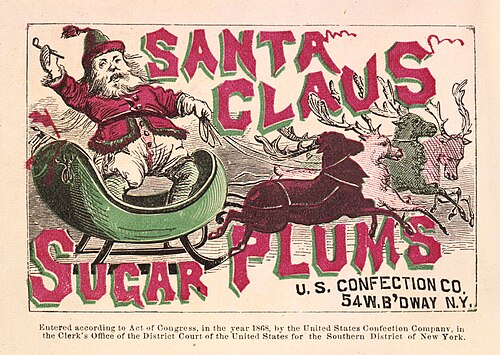 SANTA
CLAUS
SUGAR PLUMS
U.S. CONFECTION CO.
54 W. B'DWAY N.Y.
Entered according to Act of Congress, in the year 1868, by the United States Confection Company, in
the Clerk's Office of the District Court of the United States for the Southern District of New York.